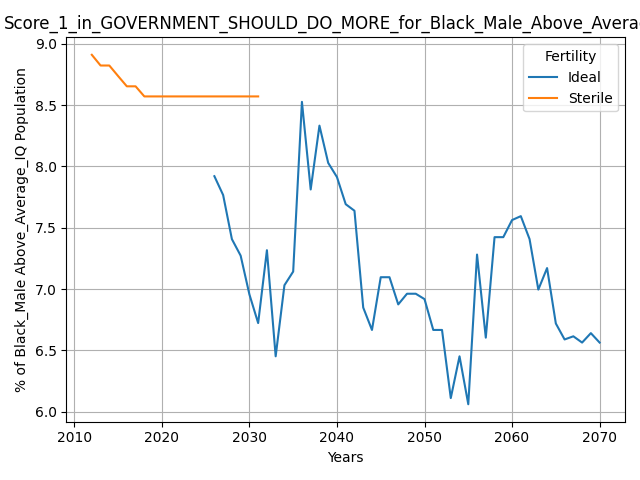 Score_1_in_GOVERNMENT_SHOULD_DO_MORE_for_Black_Male_Above_Avera
9.0
8.5
8.0
7.5
7.0
6.5
6.0
% of Black_Male Above_Average_IQ Population
Fertility
Ideal
Sterile
2010
2020
2030
2040
2050
2060
2070
Years